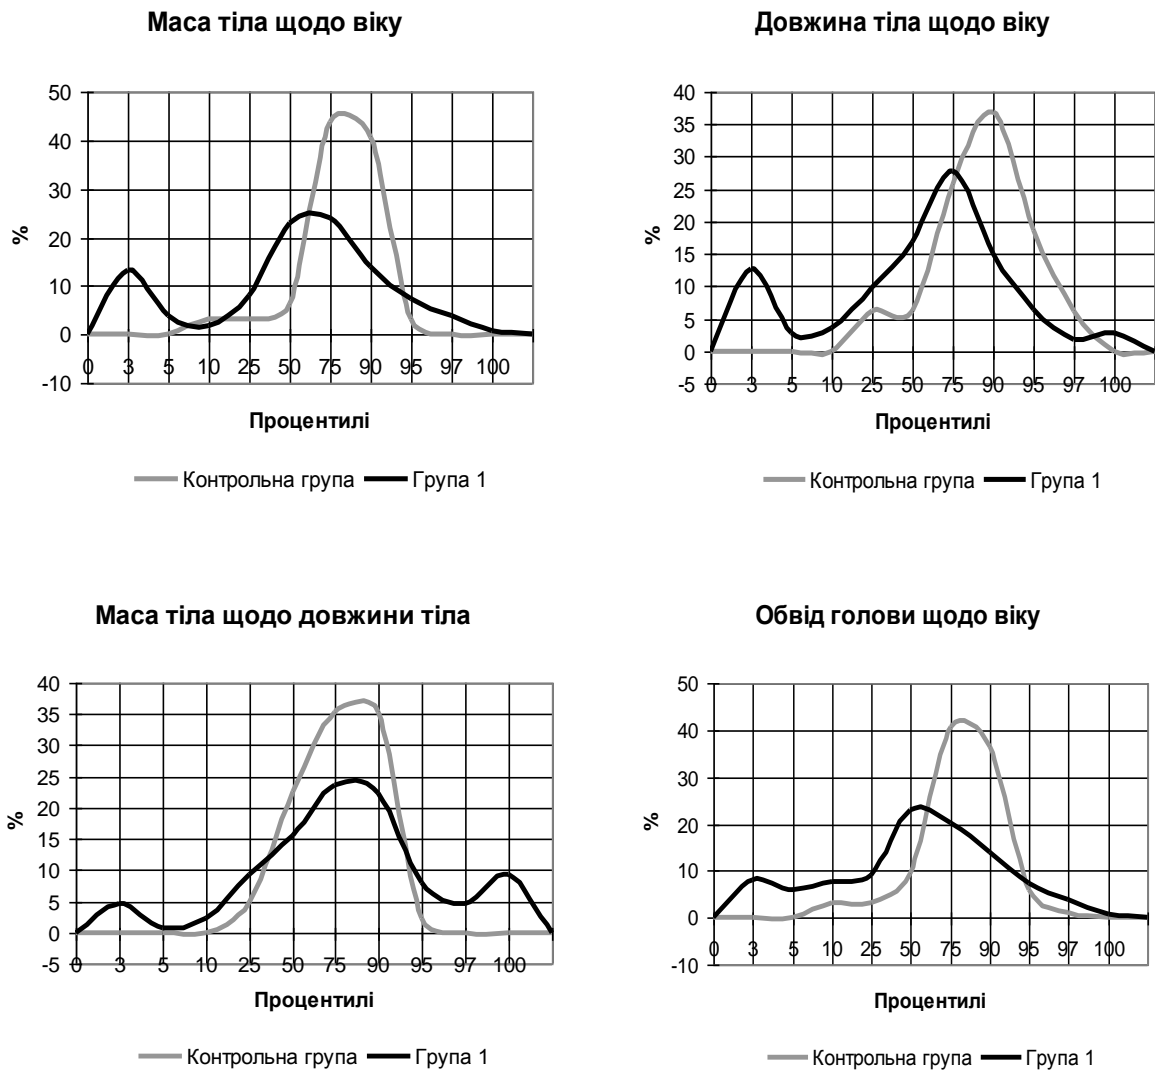 Маса тіла щодо віку
50
40
30
20
10
0
-10
%
0 3 5 10 25 50 75 90 95 97 100
Процентилі
Контрольна група Група 1
Довжина тіла щодо віку
40
35
30
25
20
15
10
5
0
-5
%
0 3 5 10 25 50 75 90 95 97 100
Процентилі
Контрольна група Група 1
Маса тіла щодо довжини тіла
40
35
30
25
20
15
10
5
0
-5
%
0 3 5 10 25 50 75 90 95 97 100
Процентилі
Контрольна група Група 1
Обвід голови щодо віку
50
40
30
20
10
0
-10
%
0 3 5 10 25 50 75 90 95 97 100
Процентилі
Контрольна група Група 1